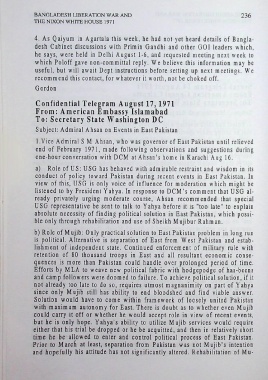 BANGLADESH LIBERATION WAR AND
THE NIXON WHITE HOUSE 1971
236
4. As Qaiyum in Agartala this week, he had not yet heard details of Bangla-
desh Cabinet discussions with Primin Gandhi and other GOI leaders which,
he says, were held in Delhi August 1-6, and requested meeting next week to
which Peloff gave non-committal reply. We believe this information may be
useful, but will await Dept instructions before setting up next meetings. We
recommend this contact, for whatever it worth, not be choked off.
Gordon
Confidential Telegram August 17, 1971
From: American Embassy Islamabad
To: Secretary State Washington DC
Subject: Admiral Ahsan on Events in East Pakistan
1. Vice Admiral S M Ahsan, who was governor of East Pakistan until relieved
end of February 1971, made following observations and suggestions during
one-hour conversation with DCM at Ahsan's home in Karachi Aug 16.
a) Role of US: USG has behaved with admirable restraint and wisdom in its
conduct of policy toward Pakistan during recent events in East Pakistan. In
view of this, USG is only voice of influence for moderation which might be
listened to by President Yahya. In response to DCM's comment that USG al-
ready privately urging moderate course, Ahsan recommended that special
USG representative be sent to talk to Yahya before it is "too late" to explain
absolute necessity of finding political solution in East Pakistan, which possi-
ble only through rehabilitation and use of Sheikh Mujibur Rahman.
b) Role of Mujib: Only practical solution to East Pakistan problem in long run
is political. Alternative is separation of East from West Pakistan and estab-
lishment of independent state. Continued enforcement of military rule with
retention of 80 thousand troops in East and all resultant economic conse-
quences is more than Pakistan could handle over prolonged period of time.
Efforts by MLA to weave now political fabric with hodgepodge of has-beens
and camp followers were doomed to failure. To achieve political solution, if it
not already too late to do so, requires utmost magnanimity on part of Yahya
since only Mujib still has ability to end bloodshed and find viable answer.
Solution would have to come within framework of loosely united Pakistan
with maximum autonomy for East. There is doubt as to whether even Mujib
could carry it off or whether he would accept role in view of recent events,
but he is only hope. Yahya's ability to utilize Mujib services would require
either that his trial be dropped or he be acquitted, and then in relatively short
time he be allowed to enter and control political process of East Pakistan.
Prior to March at least, separation from Pakistan was not Mujib's intention
and hopefully his attitude has not significantly altered. Rehabilitation of Mu-